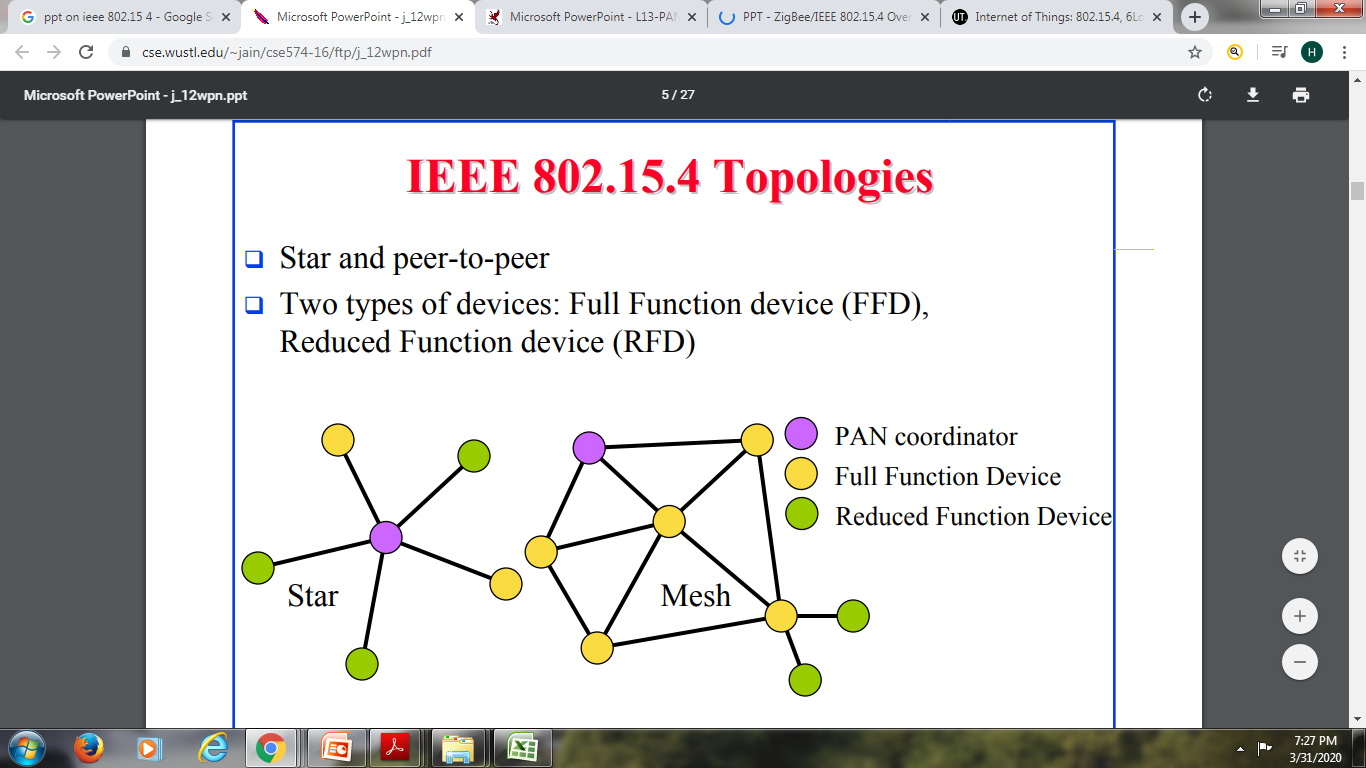 ppt on ieee 802.15 4 - Google S
Microsoft PowerPoint - j_12wpn
Microsoft PowerPoint - L13-PAN
PPT - ZigBee/IEEE 802.15.4 Over
UT
Internet of Things: 802.15.4, 6Lo
cse.wustl.edu/~jain/cse574-16/ftp/j_12wpn.pdf
H
Microsoft PowerPoint - j_12wpn.ppt
5 / 27
IEEE 802.15.4 Topologies
Star and peer-to-peer
Two types of devices: Full Function device (FFD),
Reduced Function device (RFD)
PAN coordinator
Full Function Device
Reduced Function Device
Star
Mesh
7:27 PM
3/31/2020